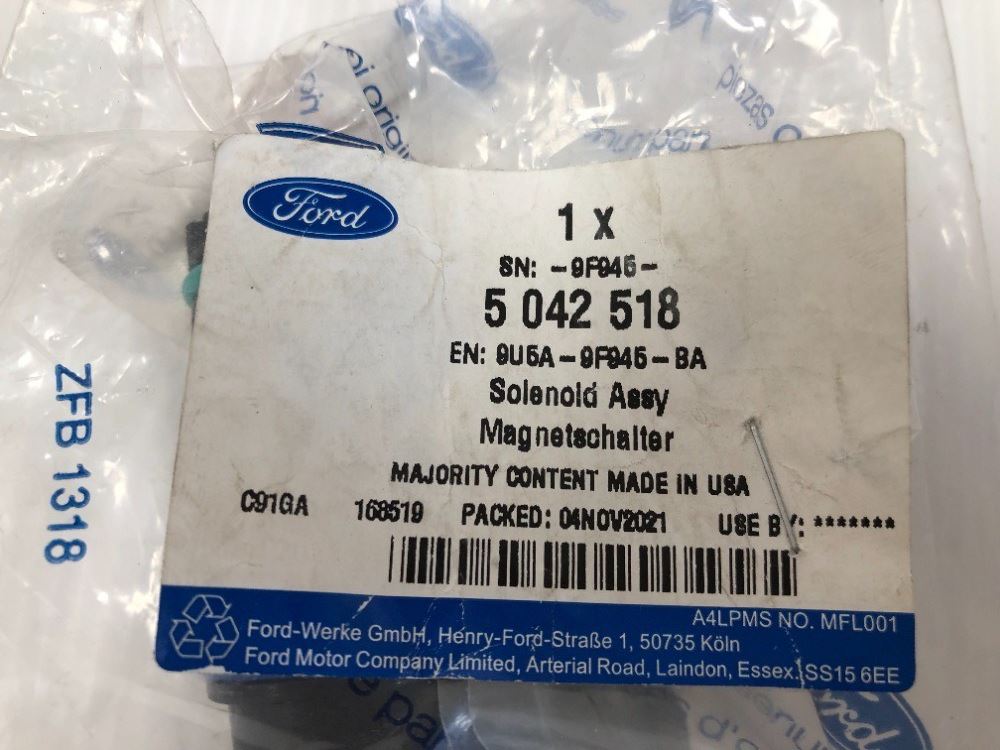 Ford
1 X
SN: -9F945-
5 042 518
EN: 9U5A-9F945-BA
Solenoid Assy
Magnetschalter
MAJORITY CONTENT MADE IN USA
C91GA 168519 PACKED: 04NOV2021 USE BY: *******
A4LPMS NO. MFL001
Ford-Werke GmbH, Henry-Ford-Straße 1, 50735 Köln
Ford Motor Company Limited, Arterial Road, Laindon, Essex. SS15 6EE
ZFB 1318
Ford
Ford